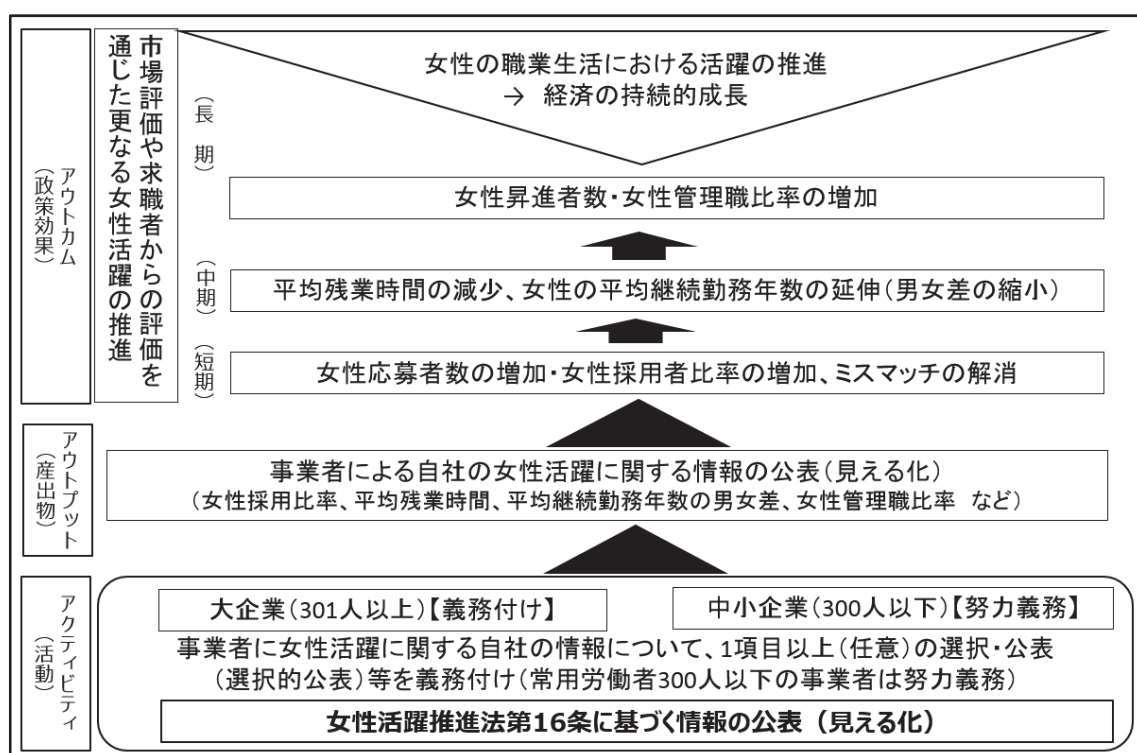 市場評価や求職者からの評価を
通じた更なる女性活躍の推進
アウトカム
（政策効果）
（長　期）
女性の職業生活における活躍の推進
→ 経済の持続的成長
女性昇進者数・女性管理職比率の増加
（中期）
平均残業時間の減少、女性の平均継続勤務年数の延伸（男女差の縮小）
（短期）
女性応募者数の増加・女性採用者比率の増加、ミスマッチの解消
アウトプット
（産出物）
事業者による自社の女性活躍に関する情報の公表（見える化）
（女性採用比率、平均残業時間、平均継続勤務年数の男女差、女性管理職比率 など）
アクティビティ
（活動）
大企業（301人以上）【義務付け】
中小企業（300人以下）【努力義務】
事業者に女性活躍に関する自社の情報について、1項目以上（任意）の選択・公表
（選択的公表）等を義務付け（常用労働者300人以下の事業者は努力義務）
女性活躍推進法第16条に基づく情報の公表（見える化）